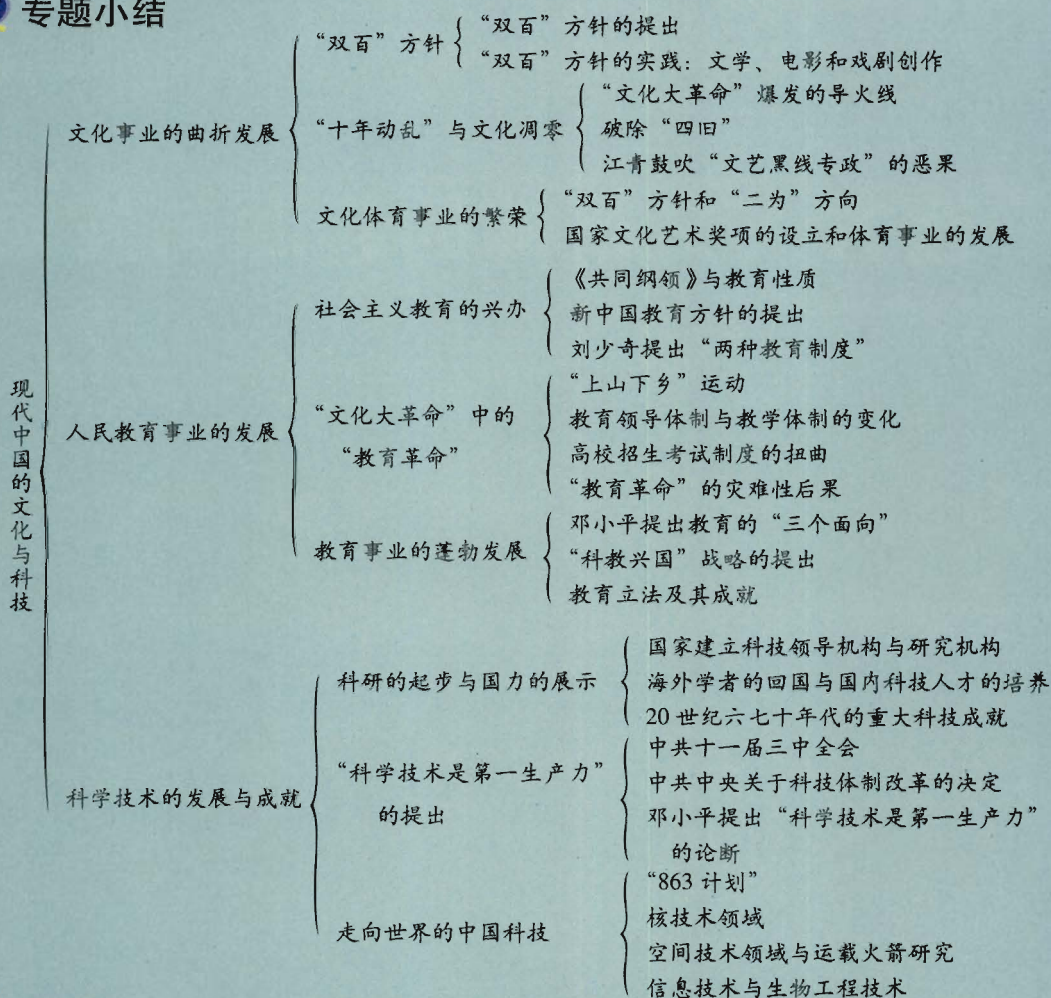 专题小结
现代中国的文化与科技
文化事业的曲折发展
“双百”方针
“双百”方针的提出
“双百”方针的实践：文学、电影和戏剧创作
“十年动乱”与文化凋零
“文化大革命”爆发的导火线
破除“四旧”
江青鼓吹“文艺黑线专政”的恶果
文化体育事业的繁荣
“双百”方针和“二为”方向
国家文化艺术奖项的设立和体育事业的发展
人民教育事业的发展
社会主义教育的兴办
《共同纲领》与教育性质
新中国教育方针的提出
刘少奇提出“两种教育制度”
“文化大革命”中的
“教育革命”
“上山下乡”运动
教育领导体制与教学体制的变化
高校招生考试制度的扭曲
“教育革命”的灾难性后果
教育事业的蓬勃发展
邓小平提出教育的“三个面向”
“科教兴国”战略的提出
教育立法及其成就
科学技术的发展与成就
科研的起步与国力的展示
国家建立科技领导机构与研究机构
海外学者的回国与国内科技人才的培养
20世纪六七十年代的重大科技成就
“科学技术是第一生产力”
的提出
中共十一届三中全会
中共中央关于科技体制改革的决定
邓小平提出“科学技术是第一生产力”
的论断
走向世界的中国科技
“863计划”
核技术领域
空间技术领域与运载火箭研究
信息技术与生物工程技术